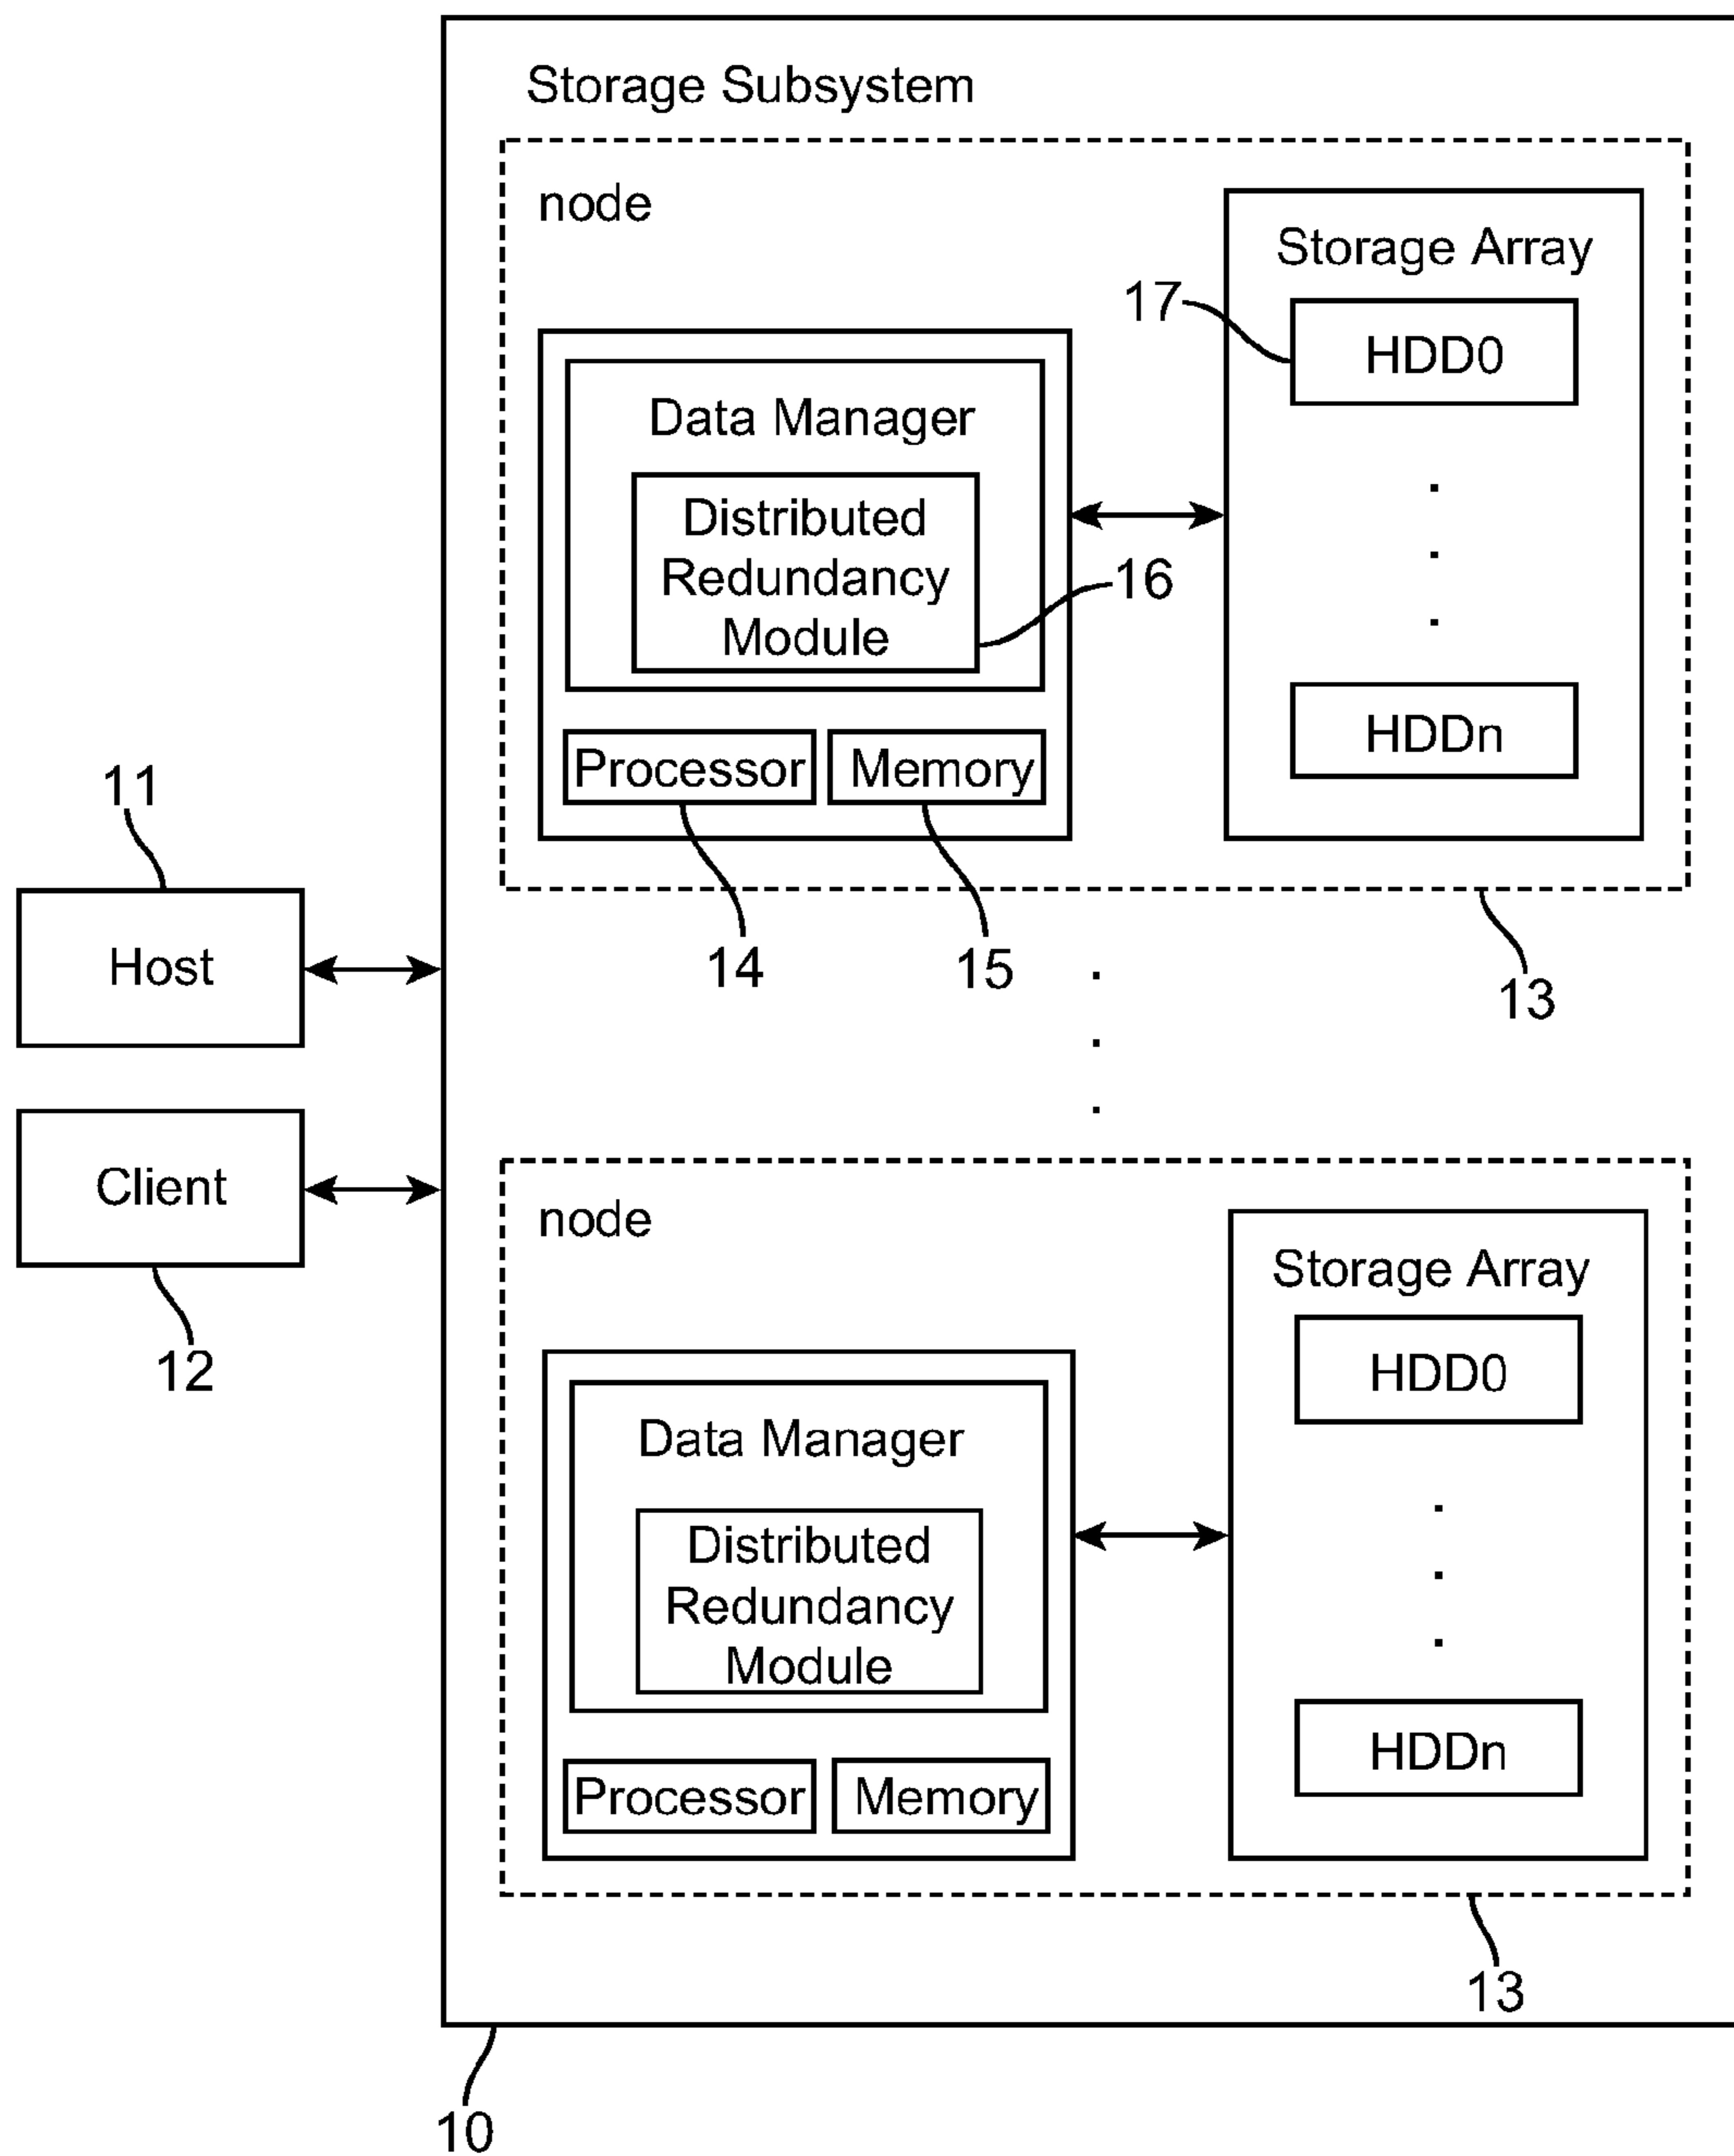 Storage Subsystem
node
Storage Array
17
HDD0
Data Manager
Distributed
Redundancy
Module
16
HDDn
Processor
Memory
11
Host
14
15
13
Client
12
node
Storage Array
HDD0
Data Manager
Distributed
Redundancy
Module
HDDn
Processor
Memory
13
10